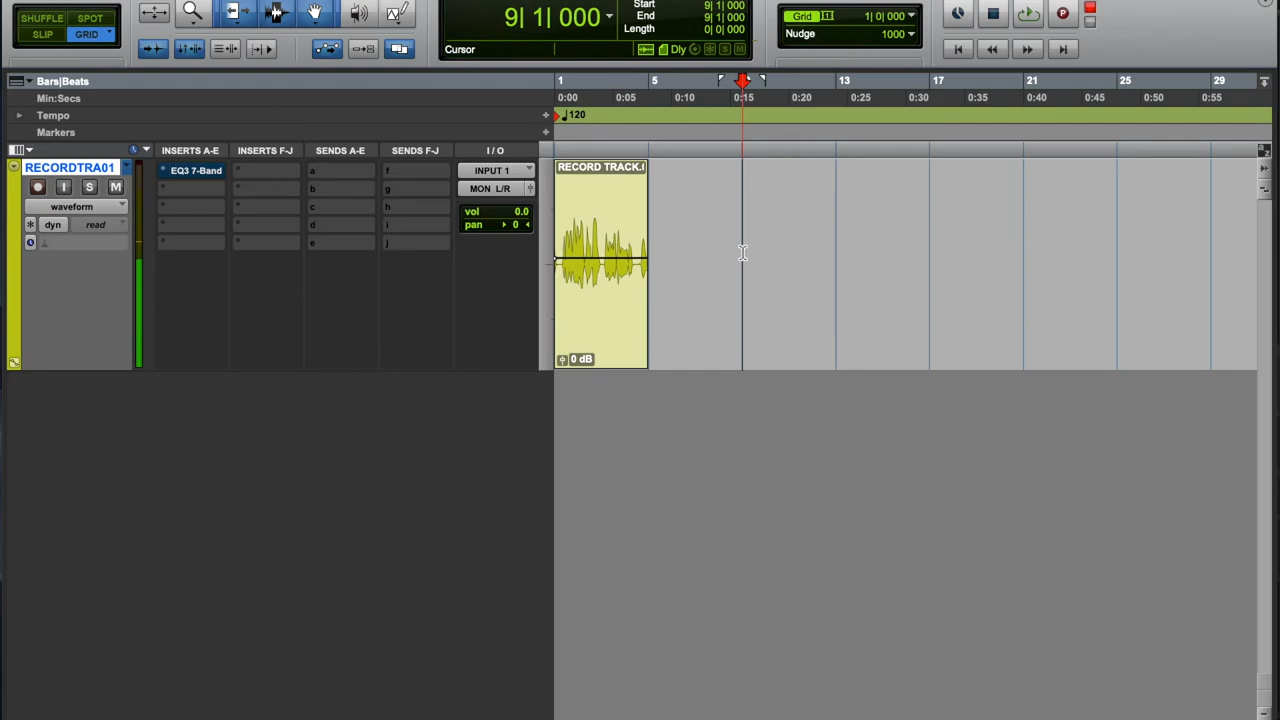 SHUFFLE SPOT
SLIP GRID
9| 1| 000
Start 9| 1| 000
End 9| 1| 000
Length 0| 0| 000
Cursor
Dly S M
Grid 1| 0| 000
Nudge 1000
P
Bars|Beats 1 5 13 17 21 25 29
Min:Secs 0:00 0:05 0:10 0:15 0:20 0:25 0:30 0:35 0:40 0:45 0:50 0:55
Tempo + 120
Markers +
INSERTS A-E INSERTS F-J SENDS A-E SENDS F-J I / O
a z
RECORDTRA01 EQ3 7-Band a f INPUT 1
I S M b g MON L/R
waveform c h vol 0.0
dyn read d i pan 0
e j
RECORD TRACK.
0 dB